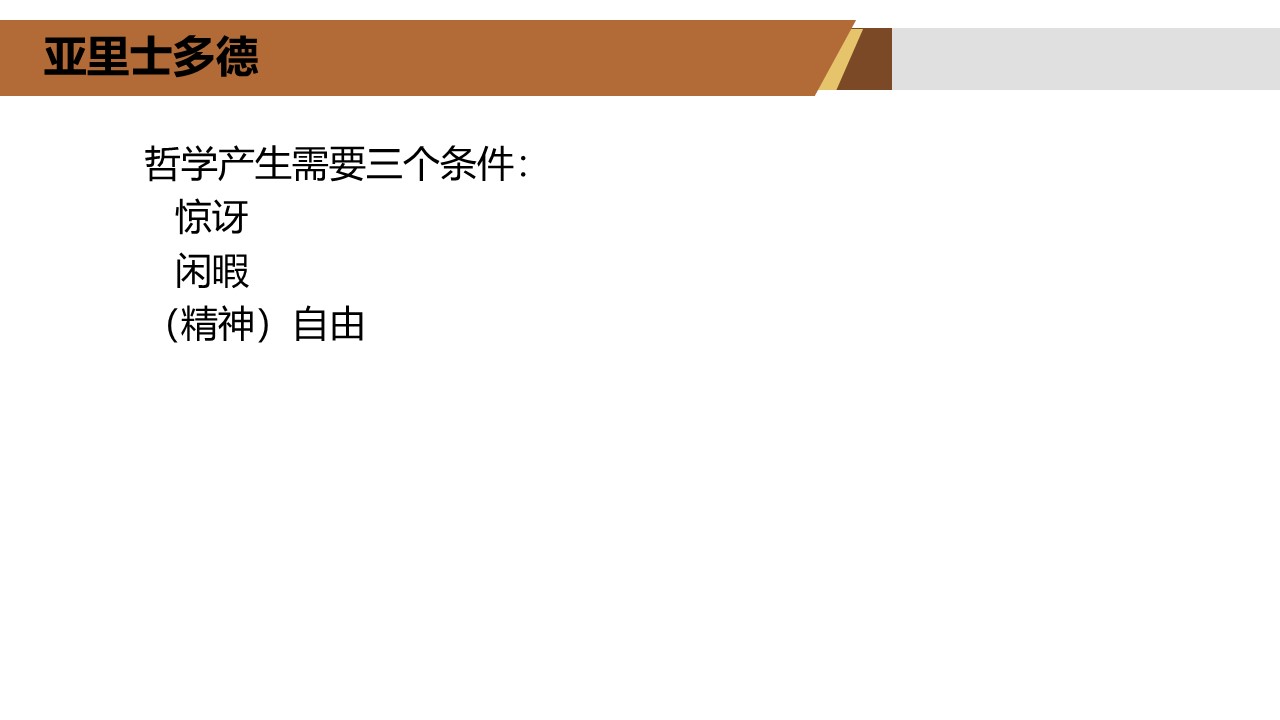 亚里士多德
哲学产生需要三个条件：
惊讶
闲暇
（精神）自由